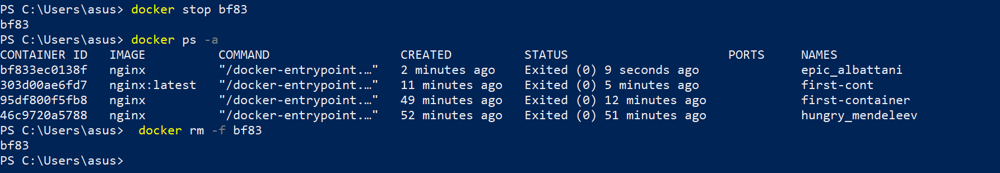 PS C:\Users\asus> docker stop bf83
bf83
PS C:\Users\asus> docker ps -a
CONTAINER ID   IMAGE          COMMAND                  CREATED          STATUS                      PORTS     NAMES
bf833ec0138f   nginx          "/docker-entrypoint.…"   2 minutes ago    Exited (0) 9 seconds ago              epic_albattani
303d00ae6fd7   nginx:latest   "/docker-entrypoint.…"   11 minutes ago   Exited (0) 5 minutes ago              first-cont
95df800f5fb8   nginx          "/docker-entrypoint.…"   49 minutes ago   Exited (0) 12 minutes ago             first-container
46c9720a5788   nginx          "/docker-entrypoint.…"   52 minutes ago   Exited (0) 51 minutes ago             hungry_mendeleev
PS C:\Users\asus>  docker rm -f bf83
bf83
PS C:\Users\asus>